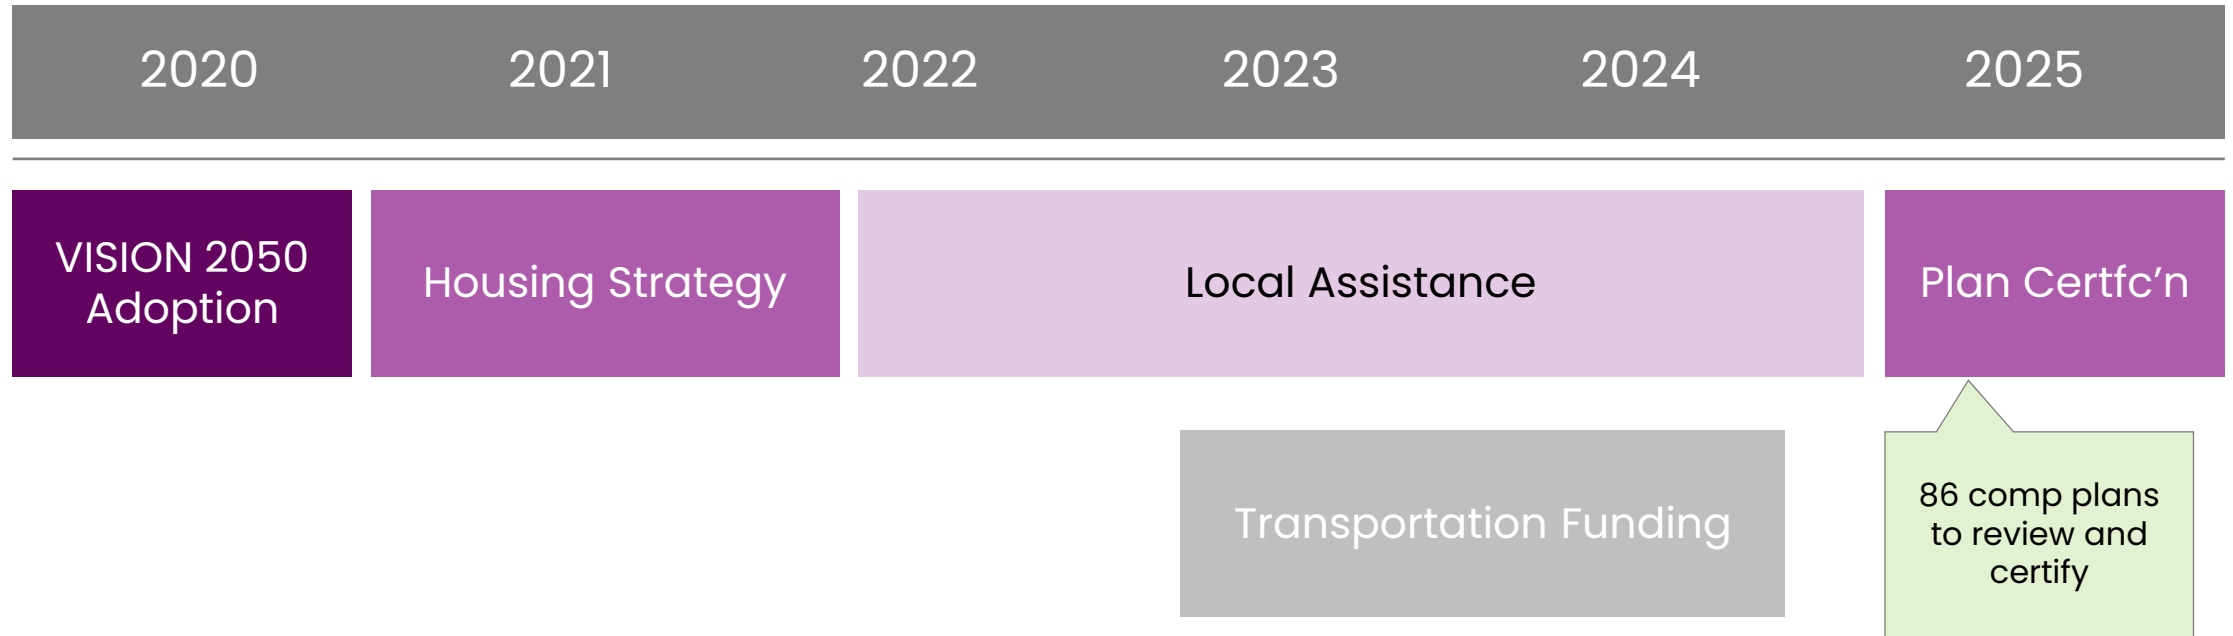 2020 2021 2022 2023 2024 2025
VISION 2050
Adoption
Housing Strategy
Local Assistance
Plan Certfc’n
Transportation Funding
86 comp plans
to review and
certify